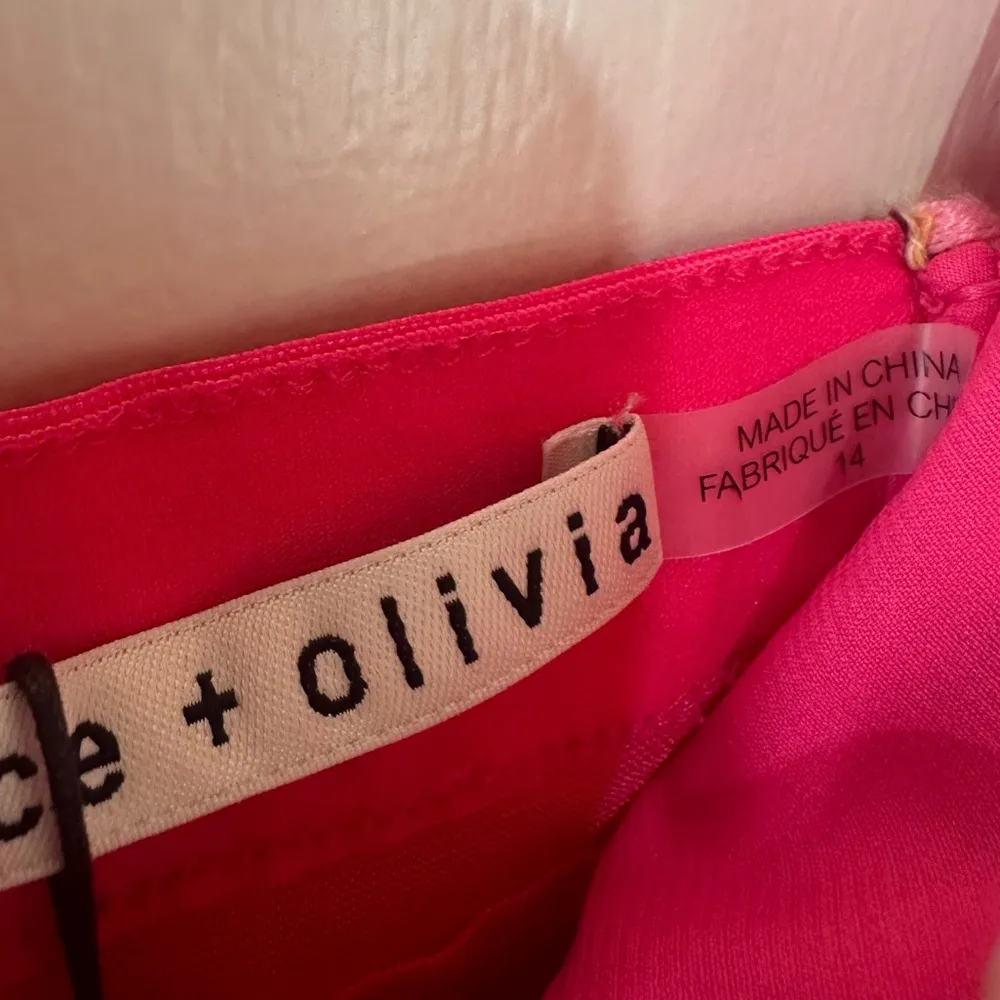 ce + olivia
MADE IN CHINA
FABRIQUÉ EN CH
14